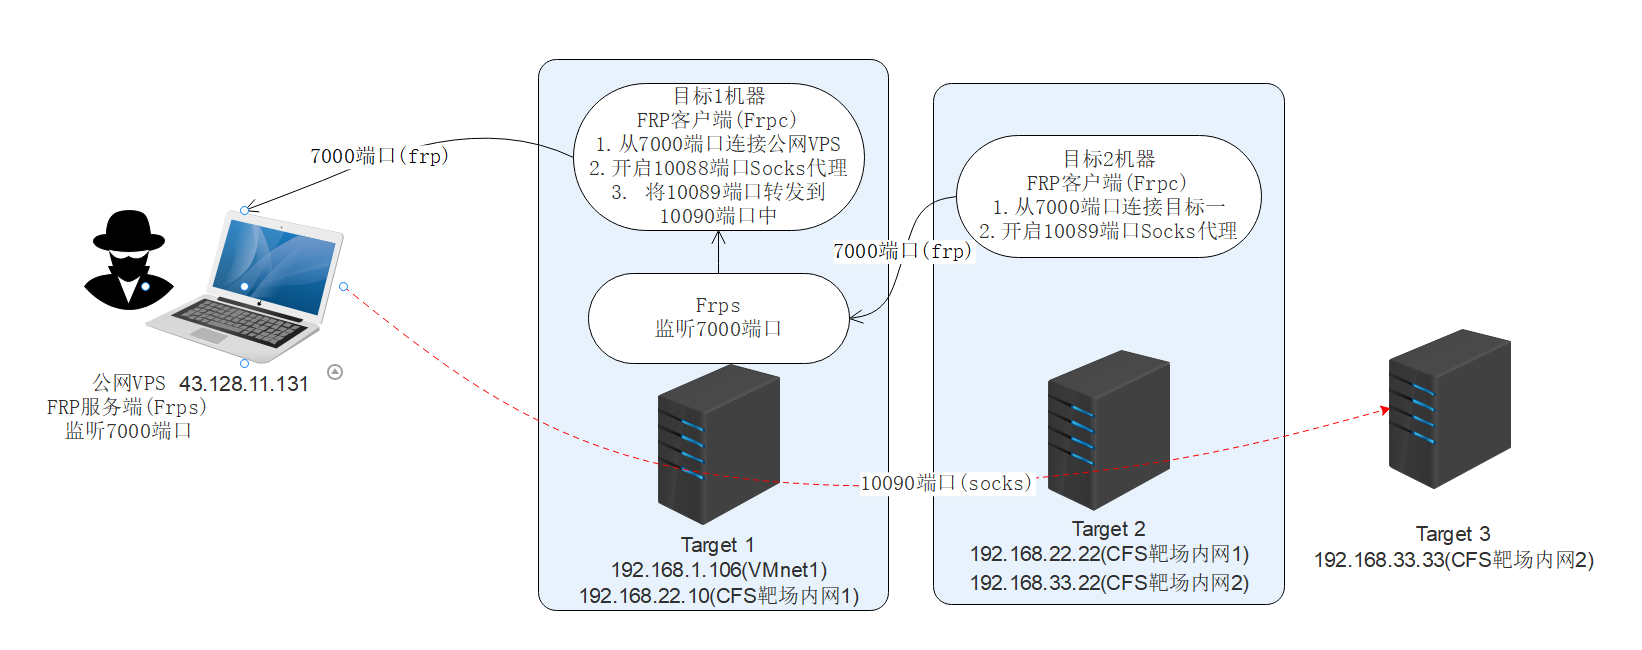 目标1机器
FRP客户端(Frpc)
1. 从7000端口连接公网VPS
2. 开启10088端口Socks代理
3. 将10089端口转发到
10090端口中
7000端口(frp)
目标2机器
FRP客户端(Frpc)
1. 从7000端口连接目标一
2. 开启10089端口Socks代理
7000端口(frp)
Frps
监听7000端口
公网VPS 43.128.11.131
FRP服务端(Frps)
监听7000端口
10090端口(socks)
Target 1
192.168.1.106(VMnet1)
192.168.22.10(CFS靶场内网1)
Target 2
192.168.22.22(CFS靶场内网1)
192.168.33.22(CFS靶场内网2)
Target 3
192.168.33.33(CFS靶场内网2)